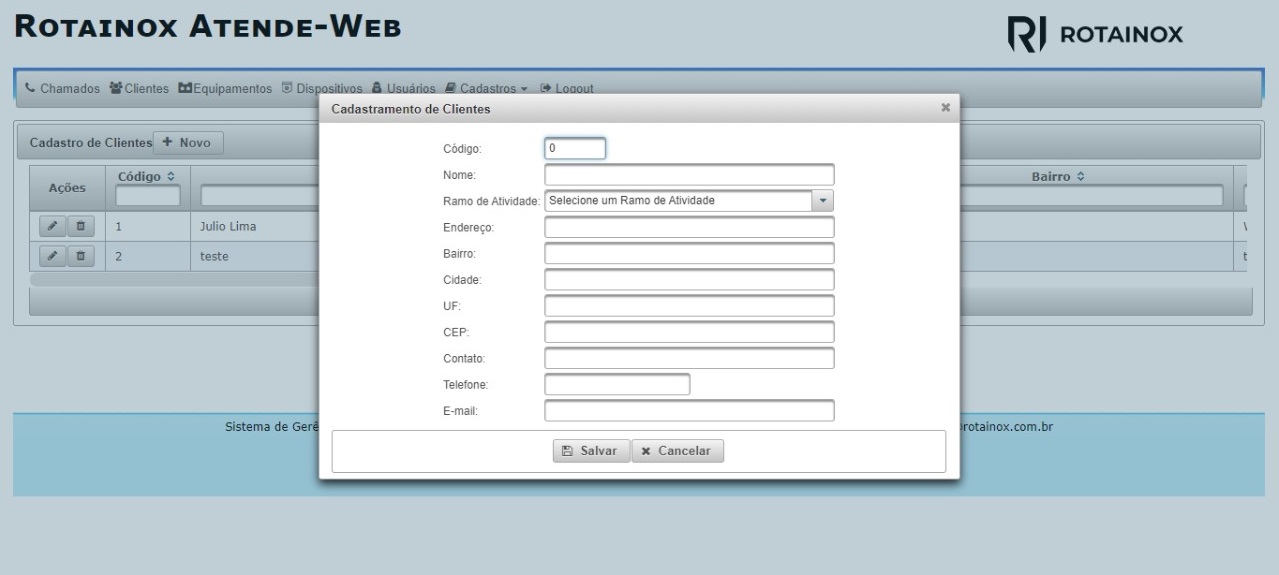 Rotainox Atende-Web
RI ROTAINOX
Chamados Clientes Equipamentos Dispositivos Usuários Cadastros Logout
Cadastramento de Clientes
Cadastro de Clientes Novo
Ações Código Bairro
1 Julio Lima
2 teste t
Código: 0
Nome:
Ramo de Atividade: Selecione um Ramo de Atividade
Endereço:
Bairro:
Cidade:
UF:
CEP:
Contato:
Telefone:
E-mail:
Salvar Cancelar
Sistema de Gerê
rotainox.com.br